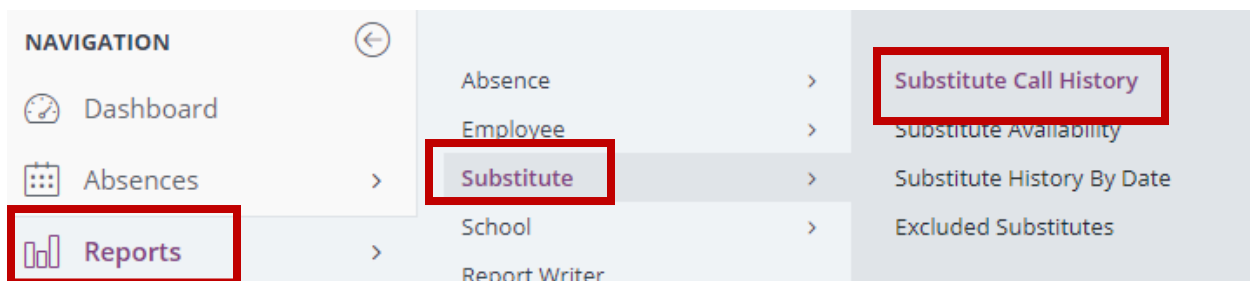 NAVIGATION
Dashboard
Absences
Reports
Absence
Employee
Substitute
School
Report Writer
Substitute Call History
Substitute Availability
Substitute History By Date
Excluded Substitutes